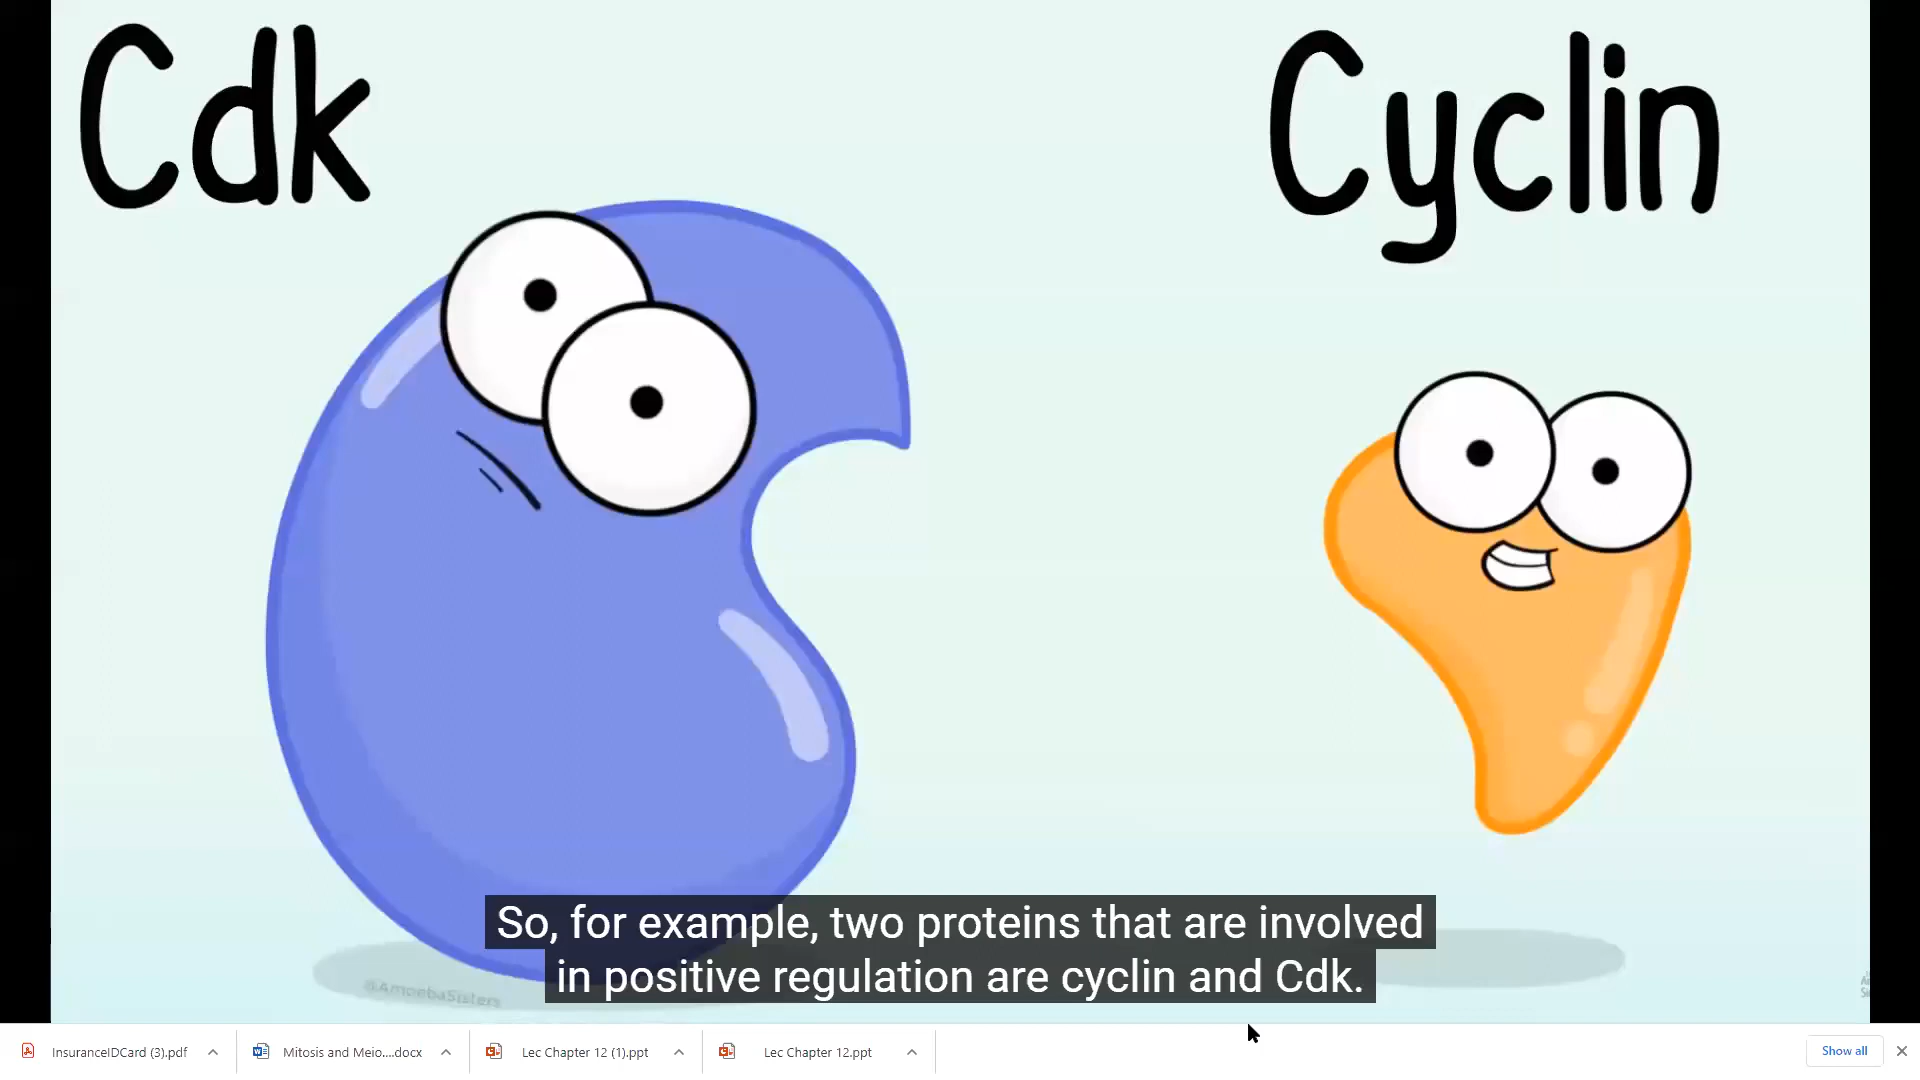 Cdk
Cyclin
@AmoebaSisters
So, for example, two proteins that are involved
in positive regulation are cyclin and Cdk.
InsuranceIDCard (3).pdf
Mitosis and Meio....docx
Lec Chapter 12 (1).ppt
Lec Chapter 12.ppt
Show all